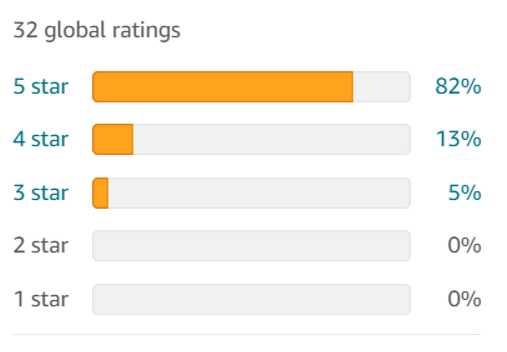 32 global ratings
5 star 82%
4 star 13%
3 star 5%
2 star 0%
1 star 0%